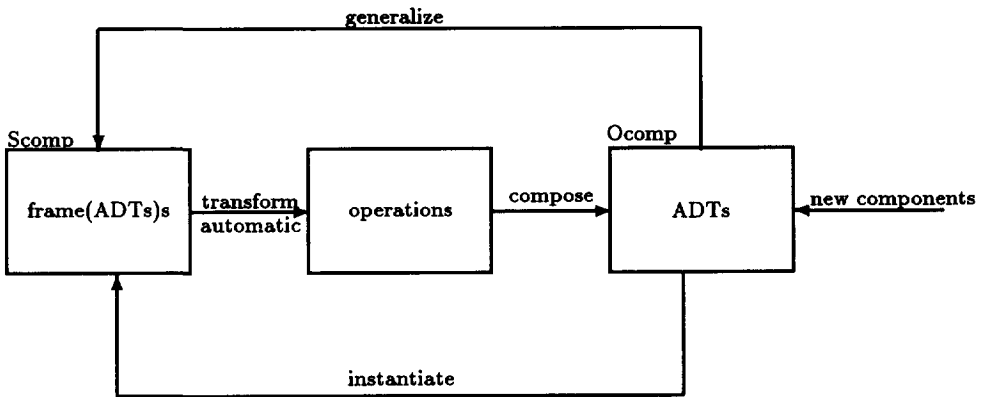 generalize
Scomp
Ocomp
frame(ADTs)s
transform
automatic
operations
compose
ADTs
new components
instantiate